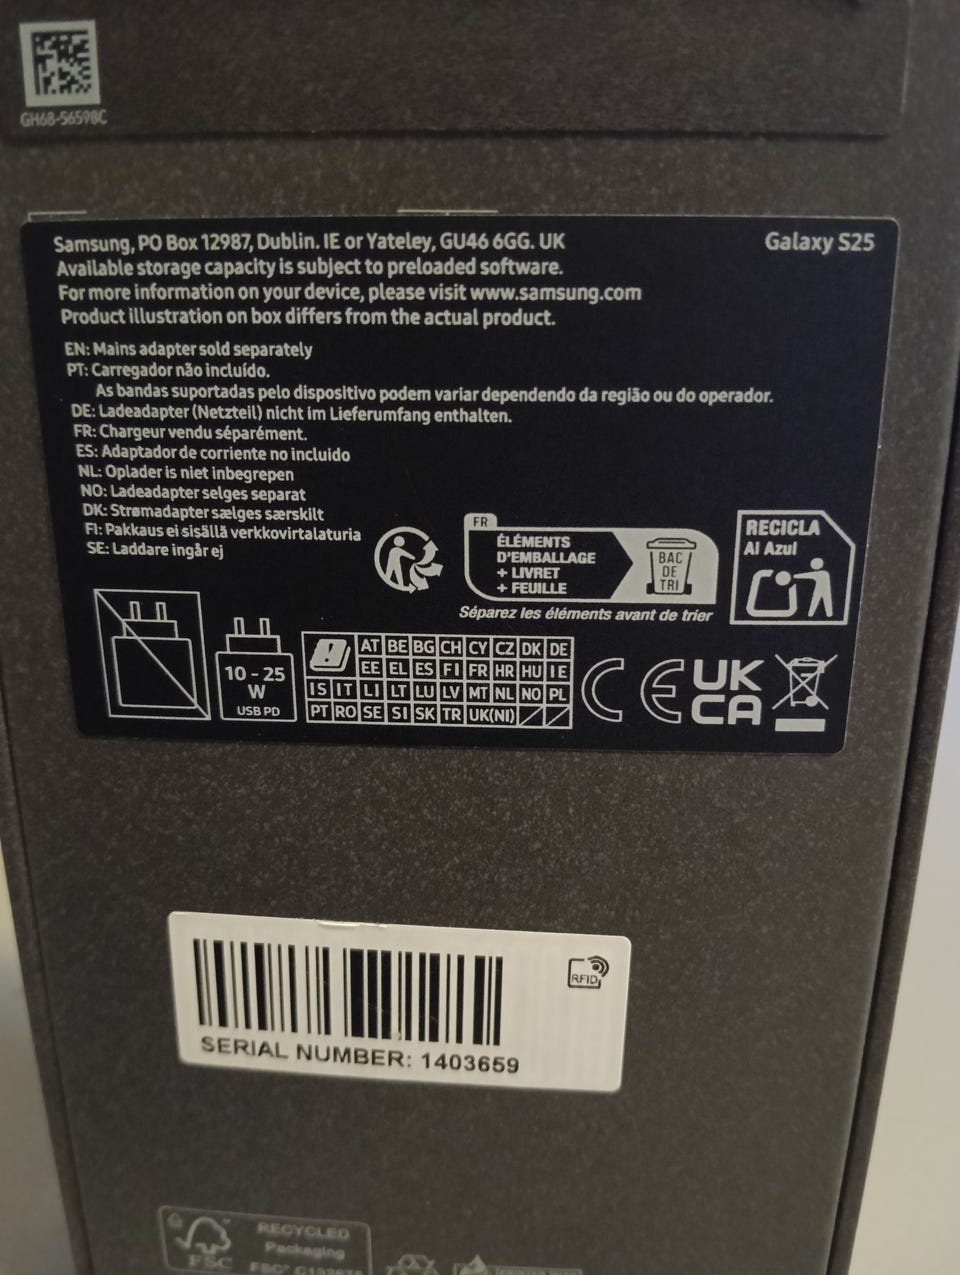 GH68-56598C
Samsung, PO Box 12987, Dublin. IE or Yateley, GU46 6GG. UK
Galaxy S25
Available storage capacity is subject to preloaded software.
For more information on your device, please visit www.samsung.com
Product illustration on box differs from the actual product.
EN: Mains adapter sold separately
PT: Carregador não incluído.
As bandas suportadas pelo dispositivo podem variar dependendo da região ou do operador.
DE: Ladeadapter (Netzteil) nicht im Lieferumfang enthalten.
FR: Chargeur vendu séparément.
ES: Adaptador de corriente no incluido
NL: Oplader is niet inbegrepen
NO: Ladeadapter selges separat
DK: Strømadapter sælges særskilt
FI: Pakkaus ei sisällä verkkovirtalaturia
SE: Laddare ingår ej
FR
ÉLÉMENTS
D'EMBALLAGE
+ LIVRET
+ FEUILLE
BAC
DE
TRI
Séparez les éléments avant de trier
RECICLA
Al Azul
10 - 25
W
USB PD
AT BE BG CH CY CZ DK DE
EE EL ES FI FR HR HU IE
IS IT LI LT LU LV MT NL NO PL
PT RO SE SI SK TR UK(NI)
CE
UK
CA
RFID
SERIAL NUMBER: 1403659
RECYCLED
Packaging
FSC
FSC®